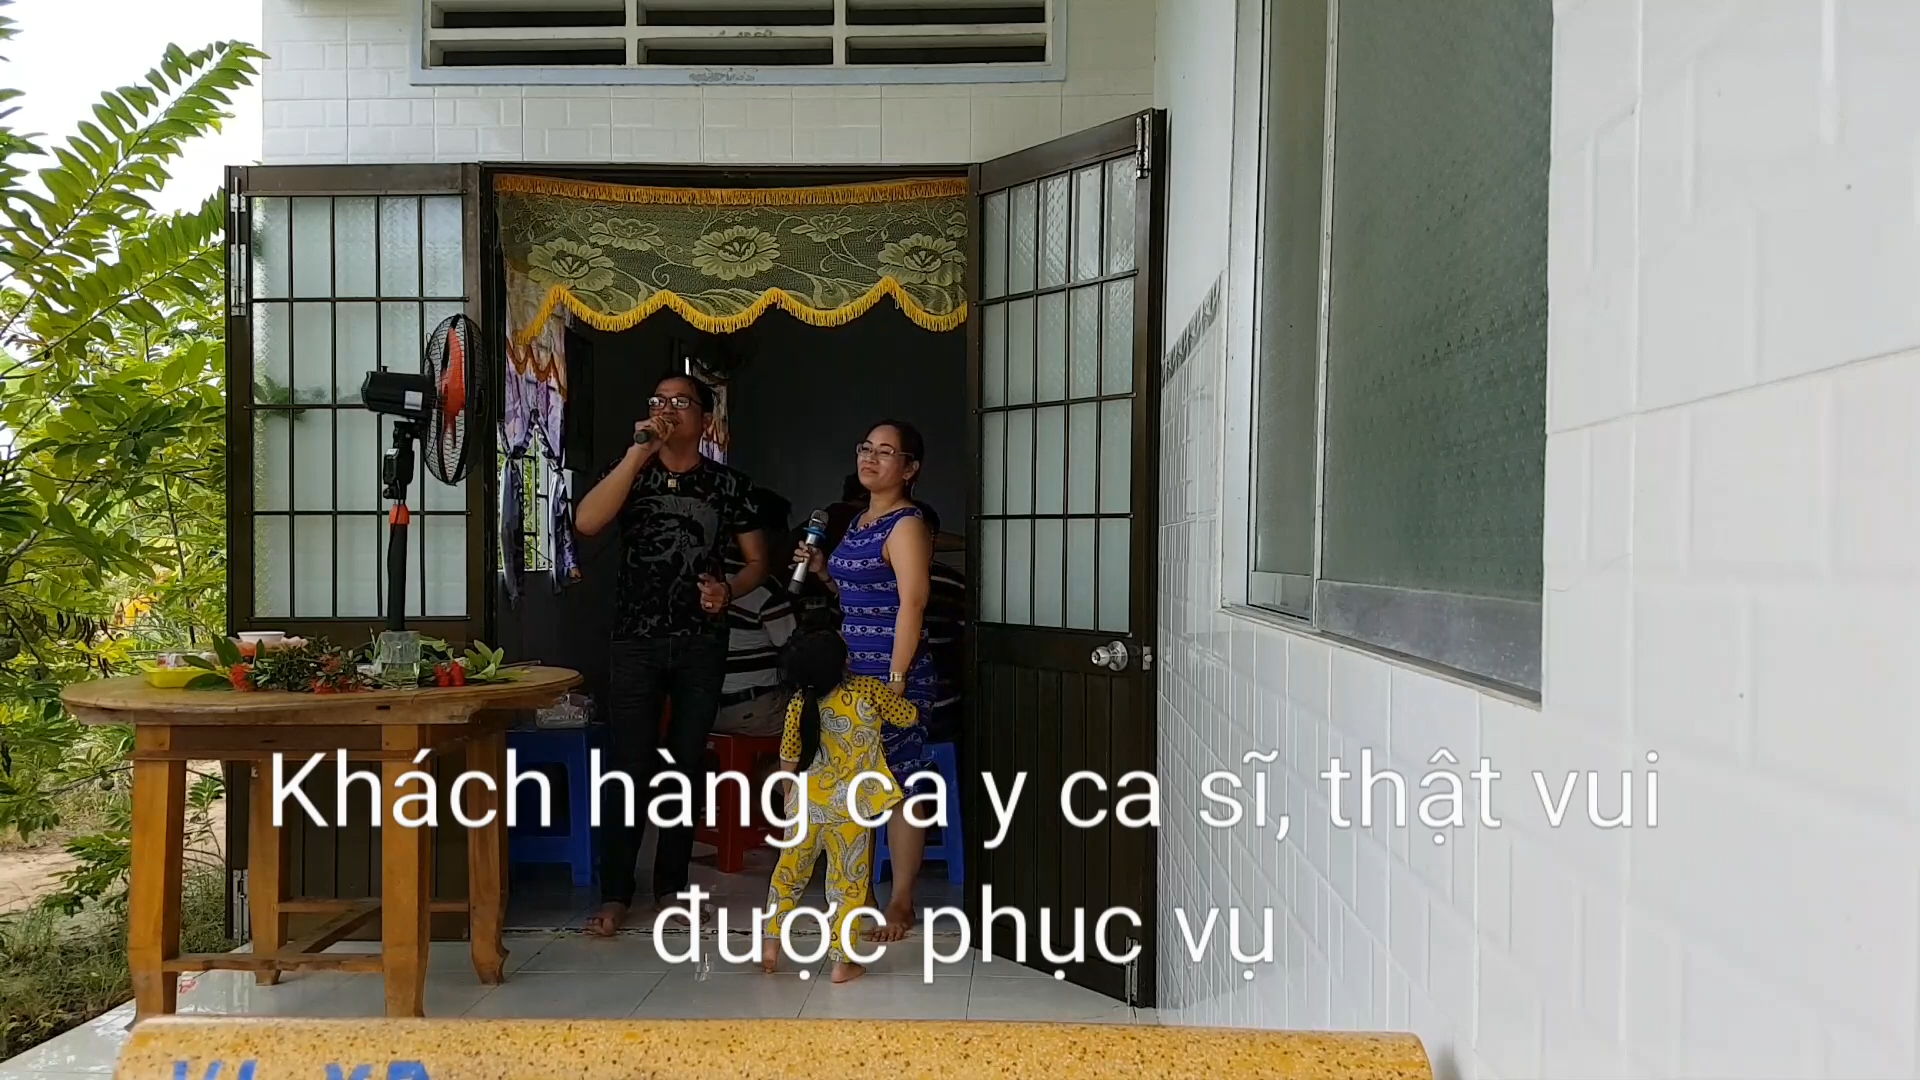 Khách hàng ca y ca sĩ, thật vui
được phục vụ